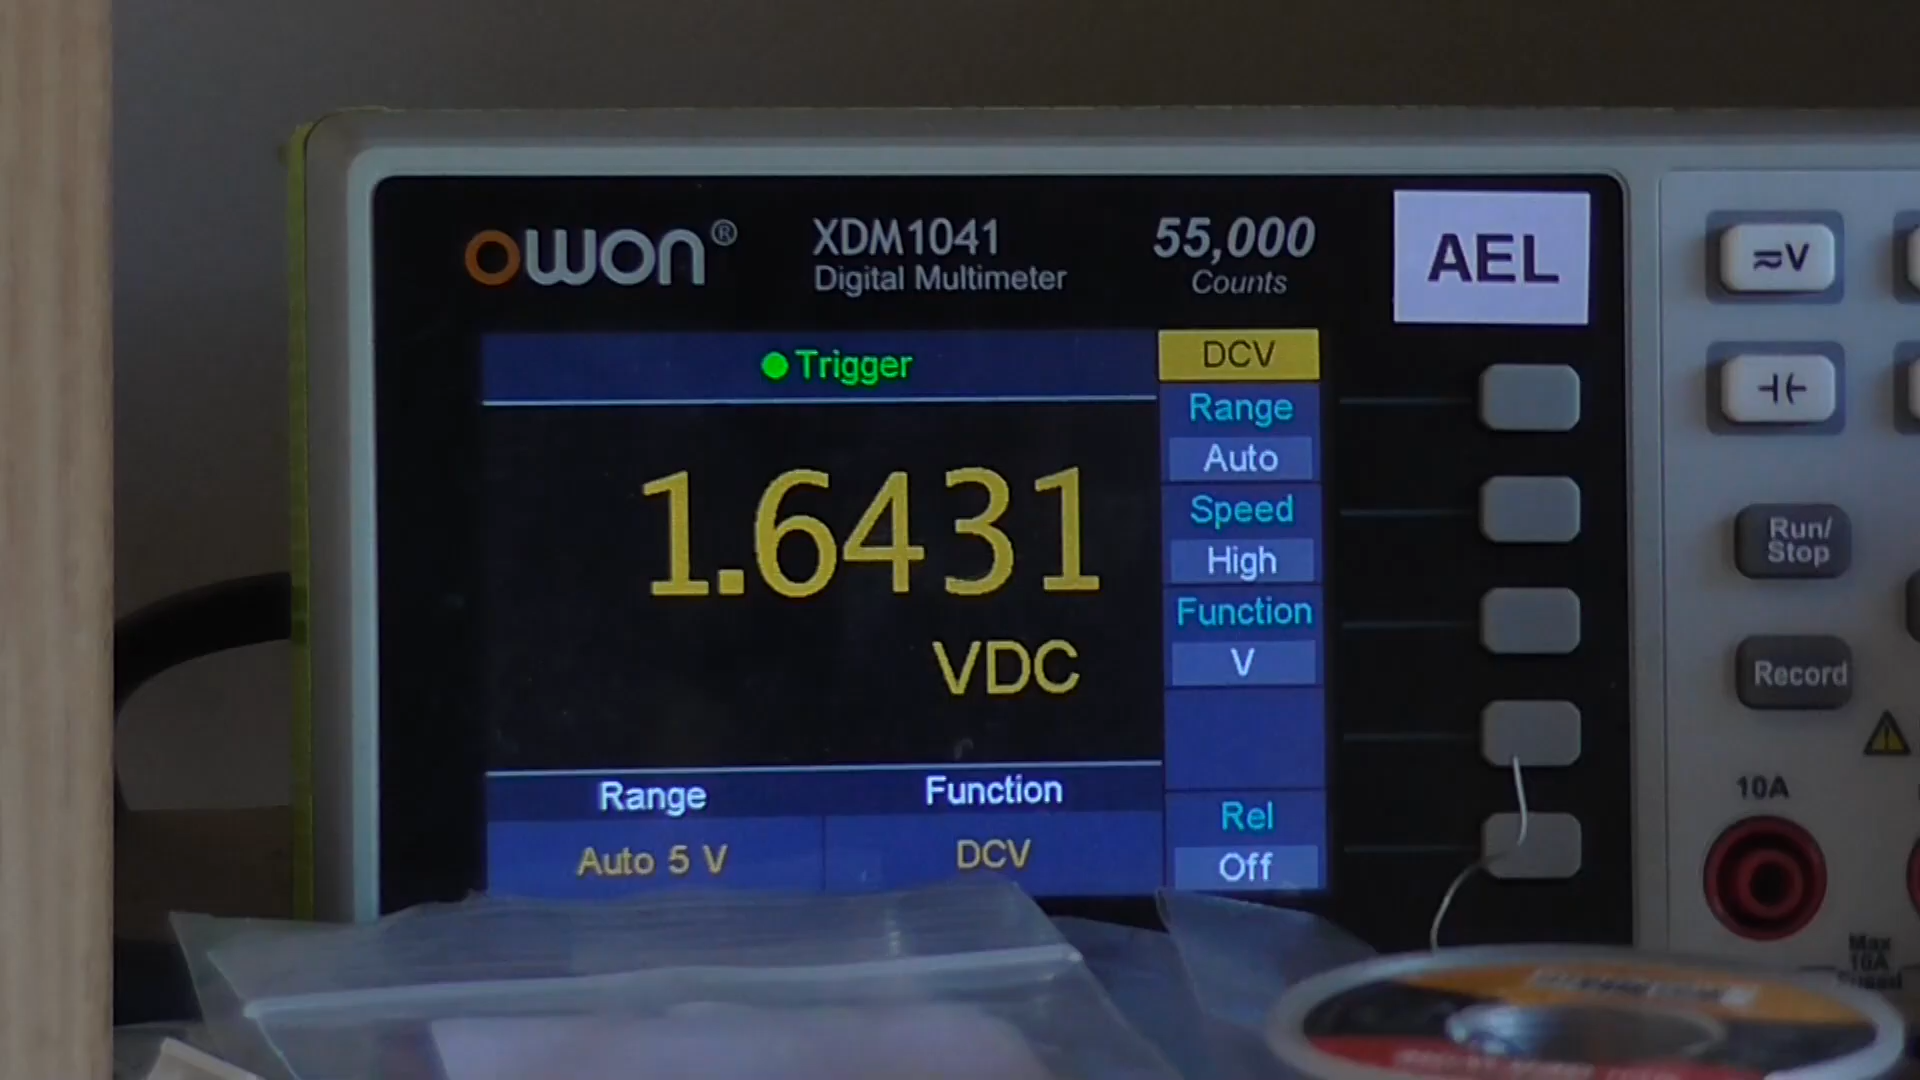 owon®
XDM1041
Digital Multimeter
55,000
Counts
AEL
Trigger
1.6431
VDC
Range
Function
Auto 5 V
DCV
DCV
Range
Auto
Speed
High
Function
V
Rel
Off
≂V
Run/
Stop
Record
10A
Max
10A
Fused